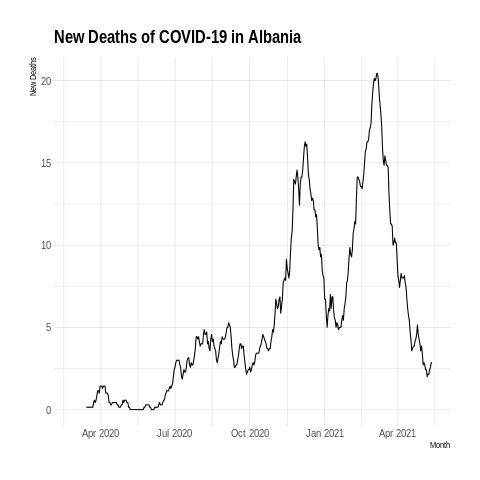 New Deaths of COVID-19 in Albania
New Deaths
20
15
10
5
0
Apr 2020 Jul 2020 Oct 2020 Jan 2021 Apr 2021
Month